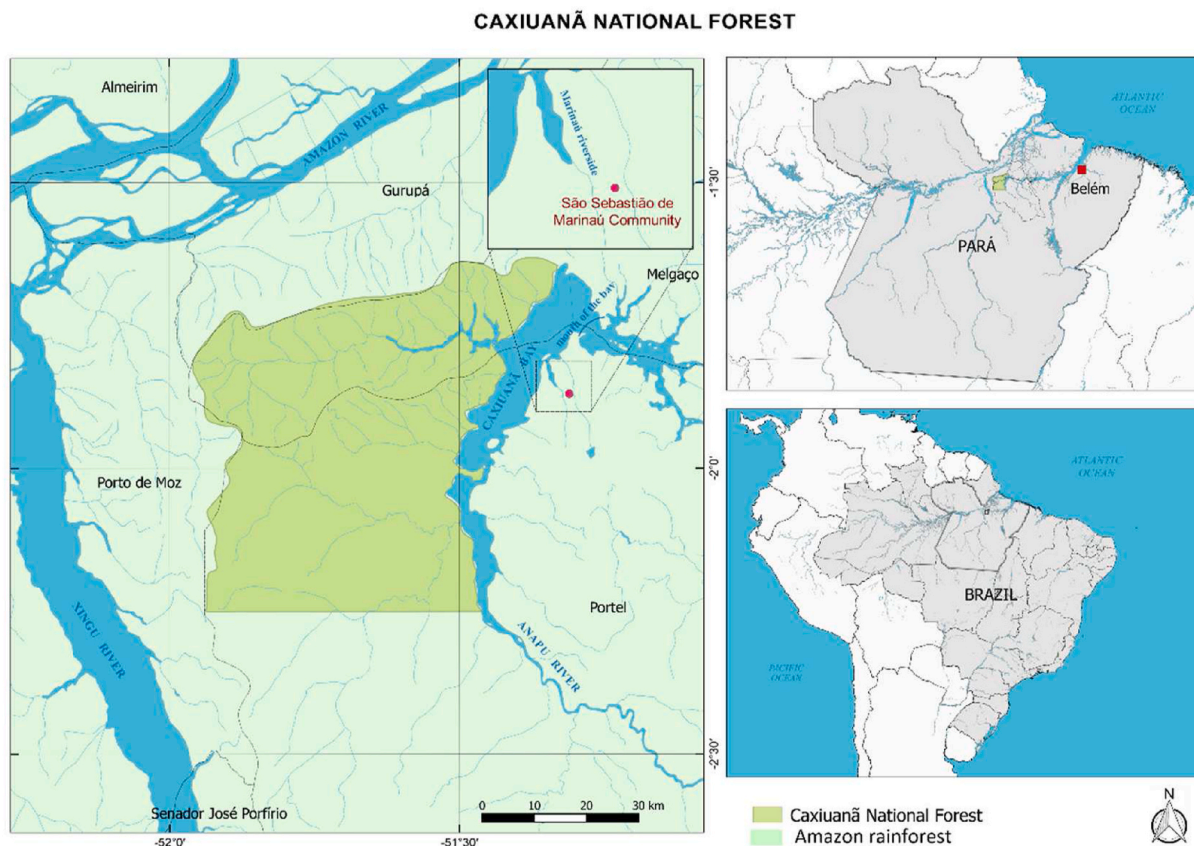 CAXIUANÃ NATIONAL FOREST
Almeirim
AMAZON RIVER
Gurupá
Marinaú riverside
São Sebastião de
Marinaú Community
Melgaço
mouth of the bay
CAXIUANÃ BAY
Porto de Moz
XINGU RIVER
Portel
ANAPU RIVER
Senador José Porfírio
0 10 20 30 km
-52°0'
-51°30'
-1°30'
-2°0'
-2°30'
ATLANTIC
OCEAN
Belém
PARÁ
ATLANTIC
OCEAN
BRAZIL
PACIFIC
OCEAN
Caxiuanã National Forest
Amazon rainforest
N